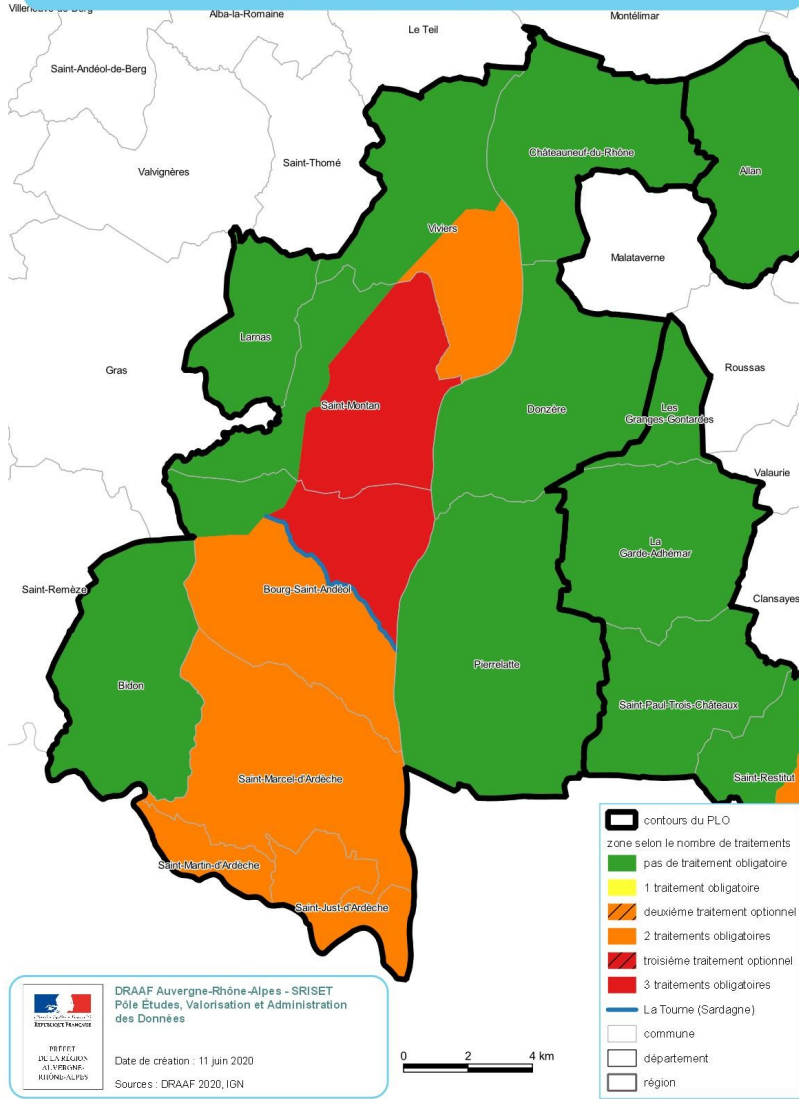 Alba-la-Romaine
Montélimar
Le Teil
Saint-Andéol-de-Berg
Châteauneuf-du-Rhône
Saint-Thomé
Valvignères
Allan
Viviers
Malataverne
Larnas
Gras
Roussas
Saint-Montan
Donzère
Les
Granges-Gontardes
Valaurie
La
Garde-Adhémar
Saint-Remèze
Bourg-Saint-Andéol
Clansayes
Pierrelatte
Bidon
Saint-Paul-Trois-Châteaux
Saint-Marcel-d'Ardèche
Saint-Restitut
Saint-Martin-d'Ardèche
Saint-Just-d'Ardèche
contours du PLO
zone selon le nombre de traitements
pas de traitement obligatoire
1 traitement obligatoire
deuxième traitement optionnel
2 traitements obligatoires
troisième traitement optionnel
3 traitements obligatoires
La Tourne (Sardagne)
commune
département
région
RÉPUBLIQUE FRANÇAISE
PRÉFET
DE LA RÉGION
AUVERGNE-
RHÔNE-ALPES
DRAAF Auvergne-Rhône-Alpes - SRISET
Pôle Études, Valorisation et Administration
des Données
Date de création : 11 juin 2020
Sources : DRAAF 2020, IGN
0 2 4 km